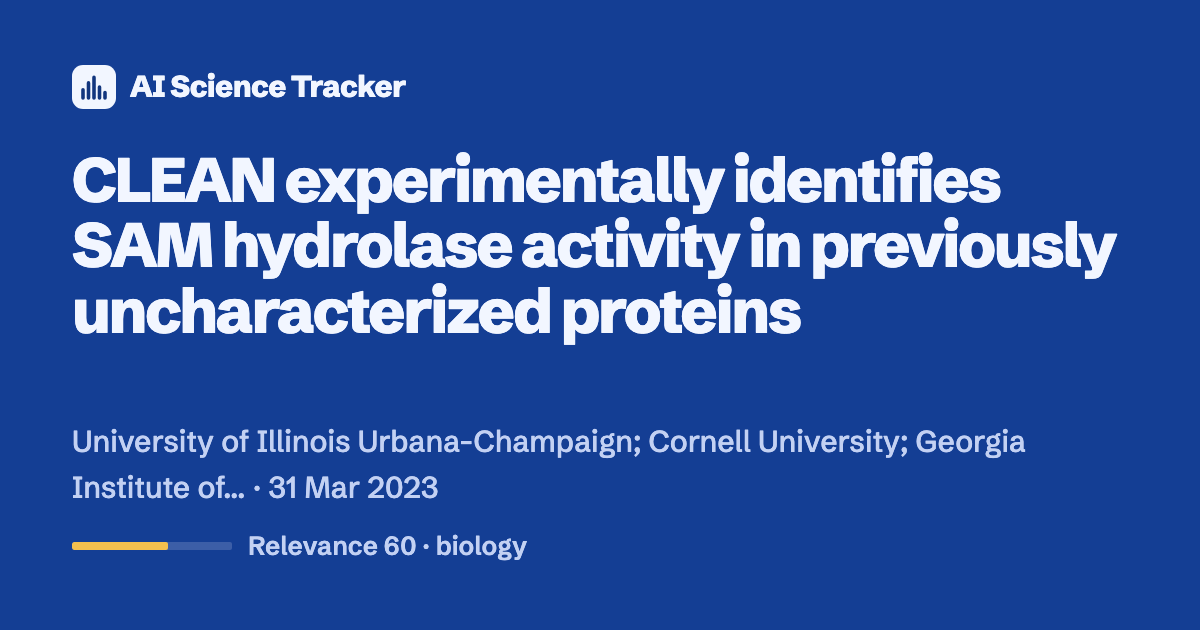 AI Science Tracker
CLEAN experimentally identifies
SAM hydrolase activity in previously
uncharacterized proteins
University of Illinois Urbana-Champaign; Cornell University; Georgia
Institute of... · 31 Mar 2023
Relevance 60 · biology